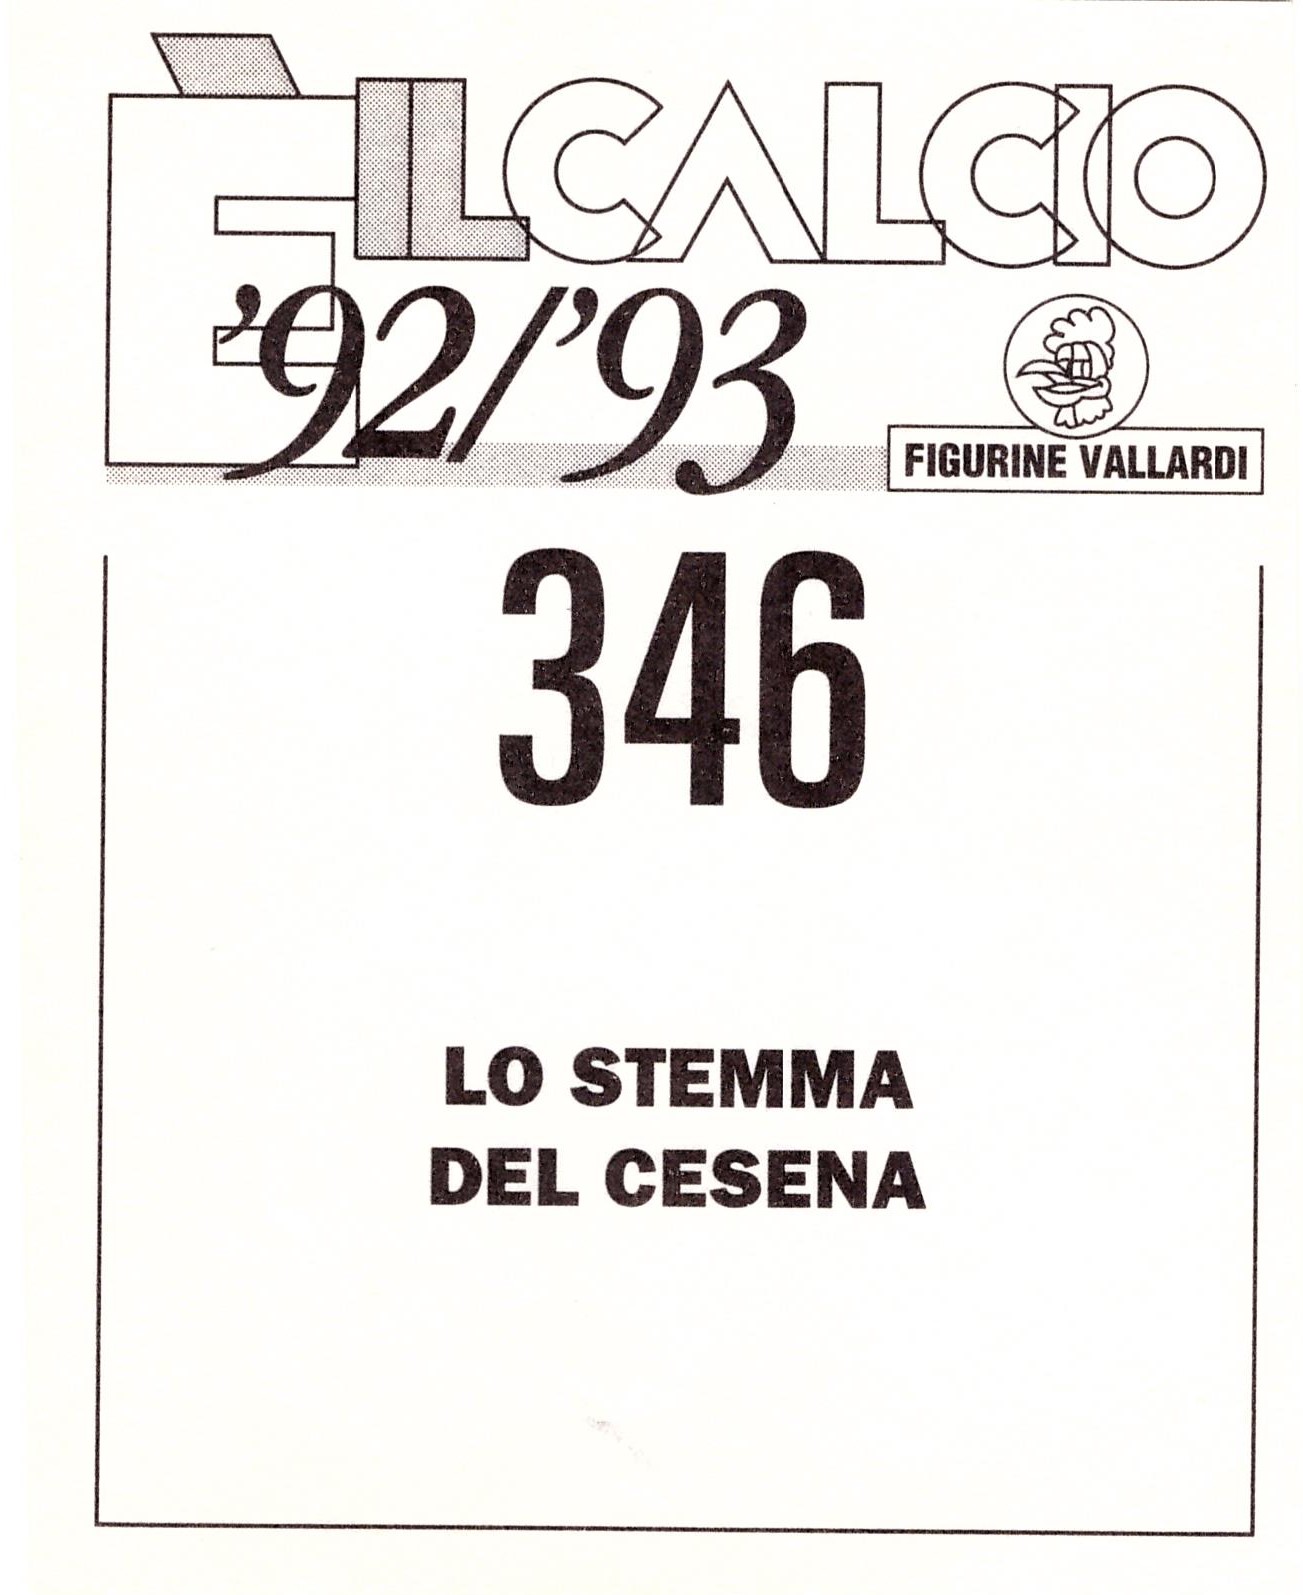 È IL CALCIO
'92/'93
FIGURINE VALLARDI
346
LO STEMMA
DEL CESENA